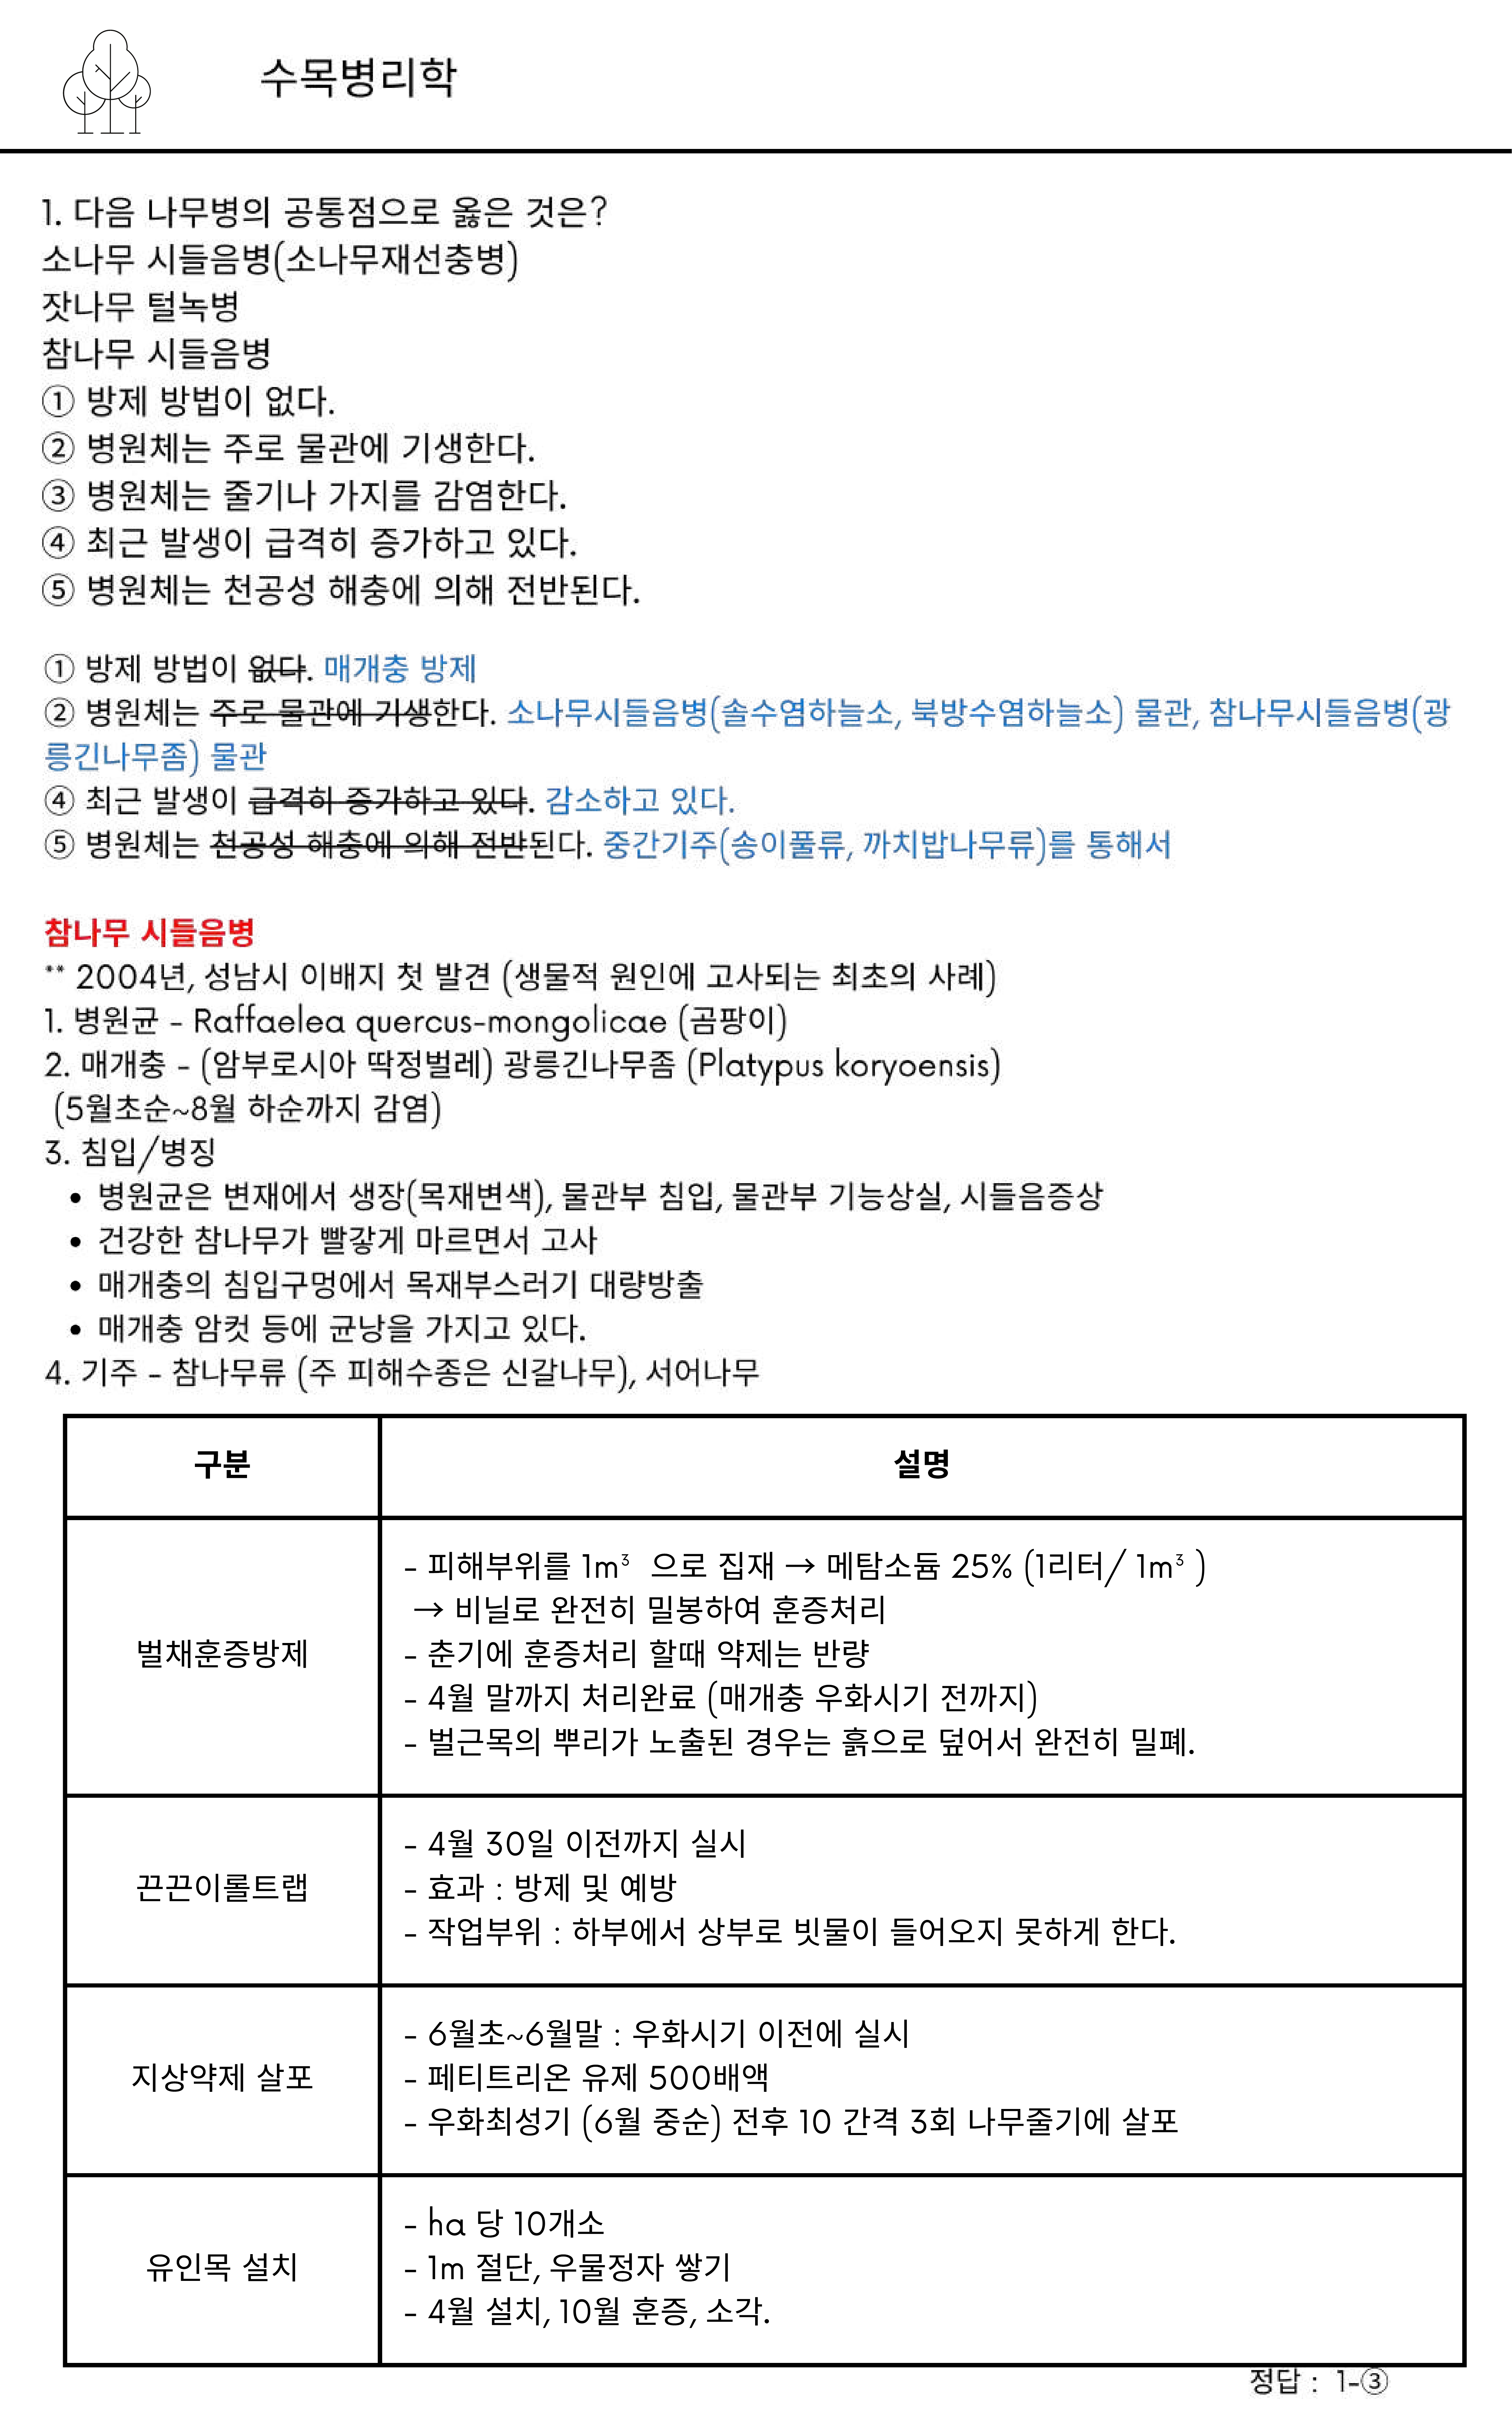 수목병리학
1. 다음 나무병의 공통점으로 옳은 것은?
소나무 시들음병(소나무재선충병)
잣나무 털녹병
참나무 시들음병
① 방제 방법이 없다.
② 병원체는 주로 물관에 기생한다.
③ 병원체는 줄기나 가지를 감염한다.
④ 최근 발생이 급격히 증가하고 있다.
⑤ 병원체는 천공성 해충에 의해 전반된다.
① 방제 방법이 없다. 매개충 방제
② 병원체는 주로 물관에 기생한다. 소나무시들음병(솔수염하늘소, 북방수염하늘소) 물관, 참나무시들음병(광
릉긴나무좀) 물관
④ 최근 발생이 급격히 증가하고 있다. 감소하고 있다.
⑤ 병원체는 천공성 해충에 의해 전반된다. 중간기주(송이풀류, 까치밥나무류)를 통해서
참나무 시들음병
** 2004년, 성남시 이배지 첫 발견 (생물적 원인에 고사되는 최초의 사례)
1. 병원균 - Raffaelea quercus-mongolicae (곰팡이)
2. 매개충 - (암부로시아 딱정벌레) 광릉긴나무좀 (Platypus koryoensis)
(5월초순~8월 하순까지 감염)
3. 침입/병징
• 병원균은 변재에서 생장(목재변색), 물관부 침입, 물관부 기능상실, 시들음증상
• 건강한 참나무가 빨갛게 마르면서 고사
• 매개충의 침입구멍에서 목재부스러기 대량방출
• 매개충 암컷 등에 균낭을 가지고 있다.
4. 기주 - 참나무류 (주 피해수종은 신갈나무), 서어나무
구분 설명
벌채훈증방제
- 피해부위를 1m³ 으로 집재 → 메탐소듐 25% (1리터/ 1m³ )
→ 비닐로 완전히 밀봉하여 훈증처리
- 춘기에 훈증처리 할때 약제는 반량
- 4월 말까지 처리완료 (매개충 우화시기 전까지)
- 벌근목의 뿌리가 노출된 경우는 흙으로 덮어서 완전히 밀폐.
끈끈이롤트랩
- 4월 30일 이전까지 실시
- 효과 : 방제 및 예방
- 작업부위 : 하부에서 상부로 빗물이 들어오지 못하게 한다.
지상약제 살포
- 6월초~6월말 : 우화시기 이전에 실시
- 페티트리온 유제 500배액
- 우화최성기 (6월 중순) 전후 10 간격 3회 나무줄기에 살포
유인목 설치
- ha 당 10개소
- 1m 절단, 우물정자 쌓기
- 4월 설치, 10월 훈증, 소각.
정답 : 1-③